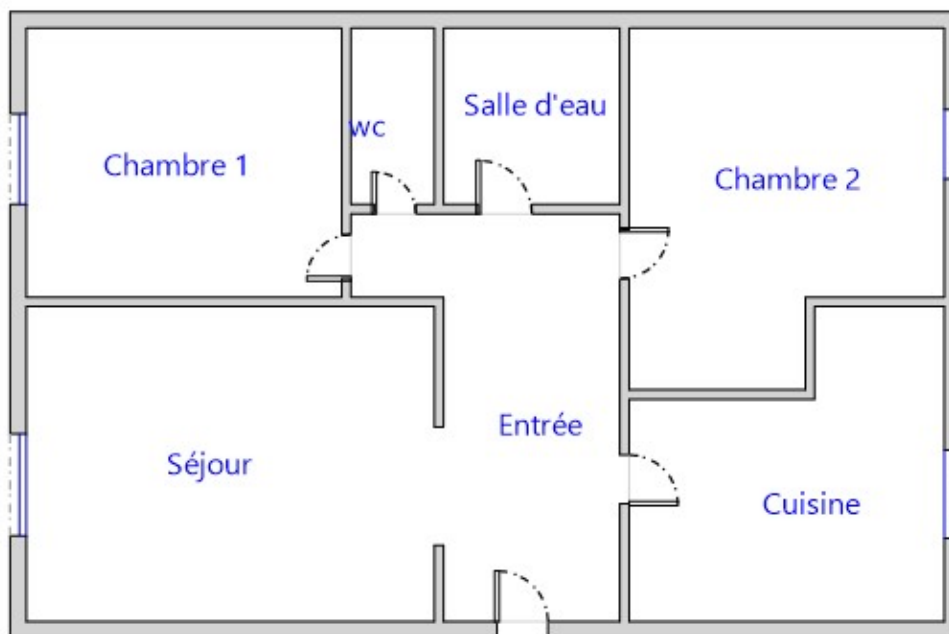 Salle d'eau
wc
Chambre 1
Chambre 2
Entrée
Séjour
Cuisine